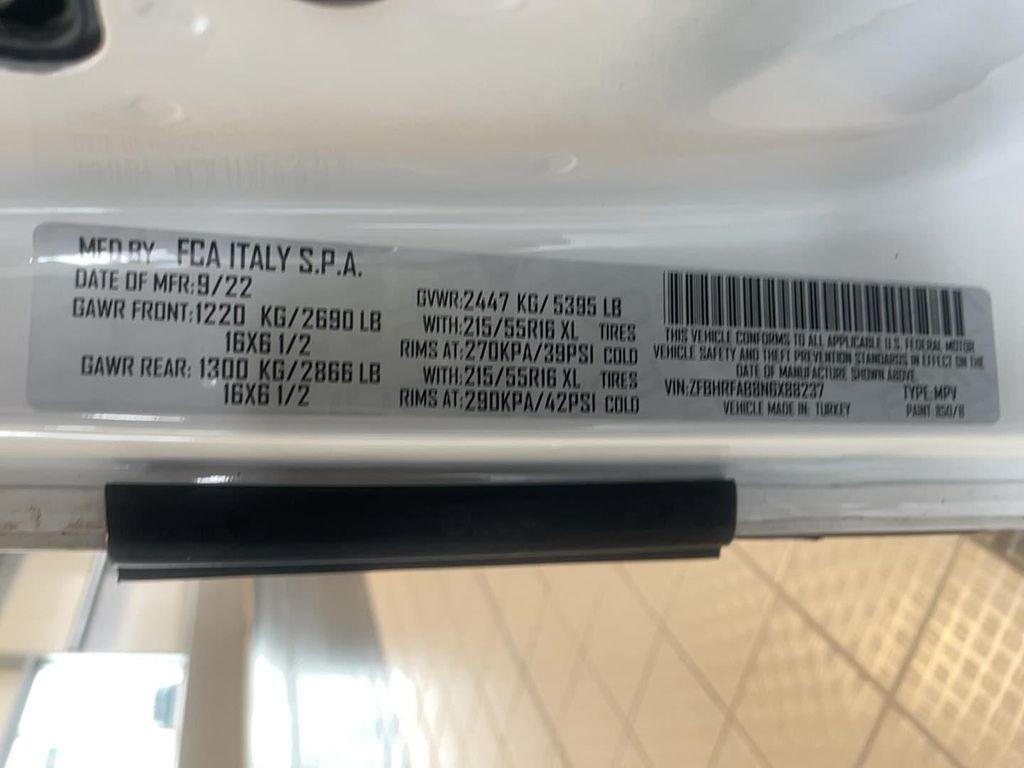 MFD BY FCA ITALY S.P.A.
DATE OF MFR:9/22
GAWR FRONT:1220 KG/2690 LB
16X6 1/2
GAWR REAR: 1300 KG/2866 LB
16X6 1/2
GVWR:2447 KG/ 5395 LB
WITH:215/55R16 XL TIRES
RIMS AT:270KPA/39PSI COLD
WITH:215/55R16 XL TIRES
RIMS AT:290KPA/42PSI COLD
THIS VEHICLE CONFORMS TO ALL APPLICABLE U.S. FEDERAL MOTOR
VEHICLE SAFETY AND THEFT PREVENTION STANDARDS IN EFFECT ON THE
DATE OF MANUFACTURE SHOWN ABOVE.
VIN:ZFBHRFAB8N6X88237 TYPE:MPV
VEHICLE MADE IN: TURKEY PAINT: 850/B